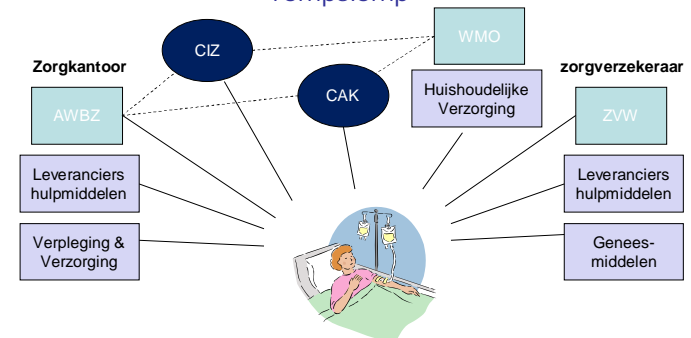 CIZ
WMO
Zorgkantoor
zorgverzekeraar
CAK
Huishoudelijke
Verzorging
AWBZ
ZVW
Leveranciers
hulpmiddelen
Leveranciers
hulpmiddelen
Verpleging &
Verzorging
Genees-
middelen